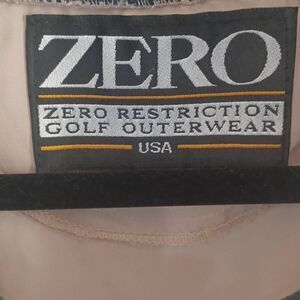 ZERO
ZERO RESTRICTION
GOLF OUTERWEAR
USA